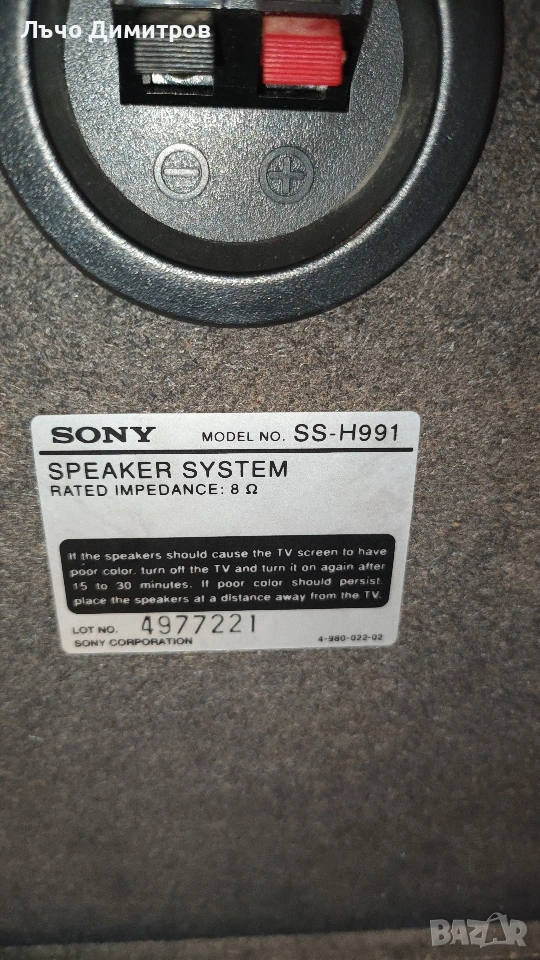 Лъчо Димитров
SONY MODEL NO. SS-H991
SPEAKER SYSTEM
RATED IMPEDANCE: 8 Ω
If the speakers should cause the TV screen to have
poor color, turn off the TV and turn it on again after
15 to 30 minutes. If poor color should persist,
place the speakers at a distance away from the TV.
LOT NO. 4977221
SONY CORPORATION 4-980-022-02
BAZAR